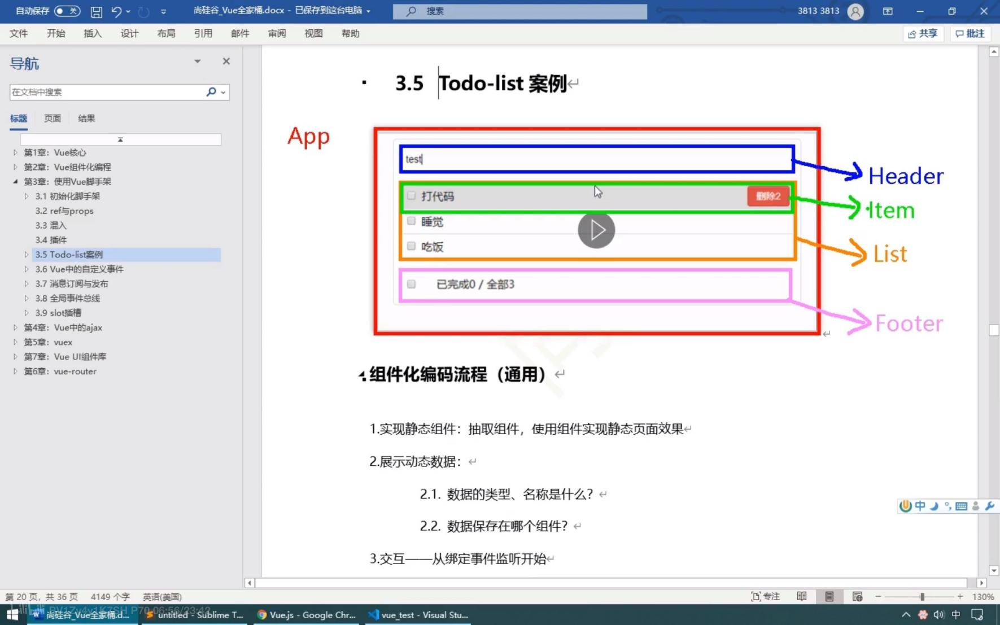 自动保存 关 尚硅谷_Vue全家桶.docx - 已保存到这台电脑 搜索 3813 3813
文件 开始 插入 设计 布局 引用 邮件 审阅 视图 帮助 共享 批注
导航
在文档中搜索
标题 页面 结果
第1章：Vue核心
第2章：Vue组件化编程
第3章：使用Vue脚手架
3.1 初始化脚手架
3.2 ref与props
3.3 混入
3.4 插件
3.5 Todo-list案例
3.6 Vue中的自定义事件
3.7 消息订阅与发布
3.8 全局事件总线
3.9 slot插槽
第4章：Vue中的ajax
第5章：vuex
第7章：Vue UI组件库
第6章：vue-router
3.5 Todo-list 案例
App
test
Header
打代码 删除2
Item
睡觉
吃饭
List
已完成0 / 全部3
Footer
组件化编码流程（通用）
1.实现静态组件：抽取组件，使用组件实现静态页面效果
2.展示动态数据：
2.1. 数据的类型、名称是什么？
2.2. 数据保存在哪个组件？
3.交互——从绑定事件监听开始
中
第 20 页，共 36 页 4149 个字 英语(美国) 专注 130%
尚硅谷_Vue全家桶.d... untitled - Sublime T... Vue.js - Google Chr... vue_test - Visual Stu... 中
P70 06:56/23:42